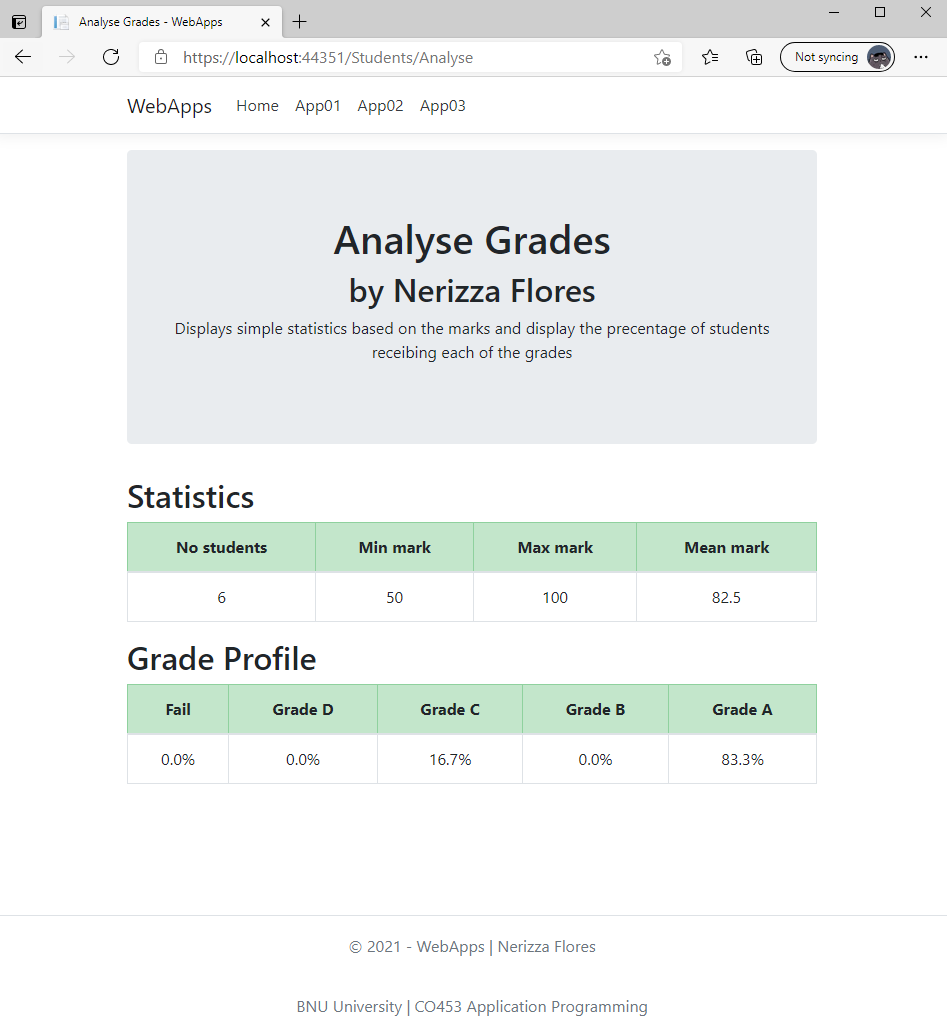 Analyse Grades - WebApps
https://localhost:44351/Students/Analyse
Not syncing
WebApps Home App01 App02 App03
Analyse Grades
by Nerizza Flores
Displays simple statistics based on the marks and display the precentage of students
receibing each of the grades
Statistics
No students Min mark Max mark Mean mark
6 50 100 82.5
Grade Profile
Fail Grade D Grade C Grade B Grade A
0.0% 0.0% 16.7% 0.0% 83.3%
© 2021 - WebApps | Nerizza Flores
BNU University | CO453 Application Programming